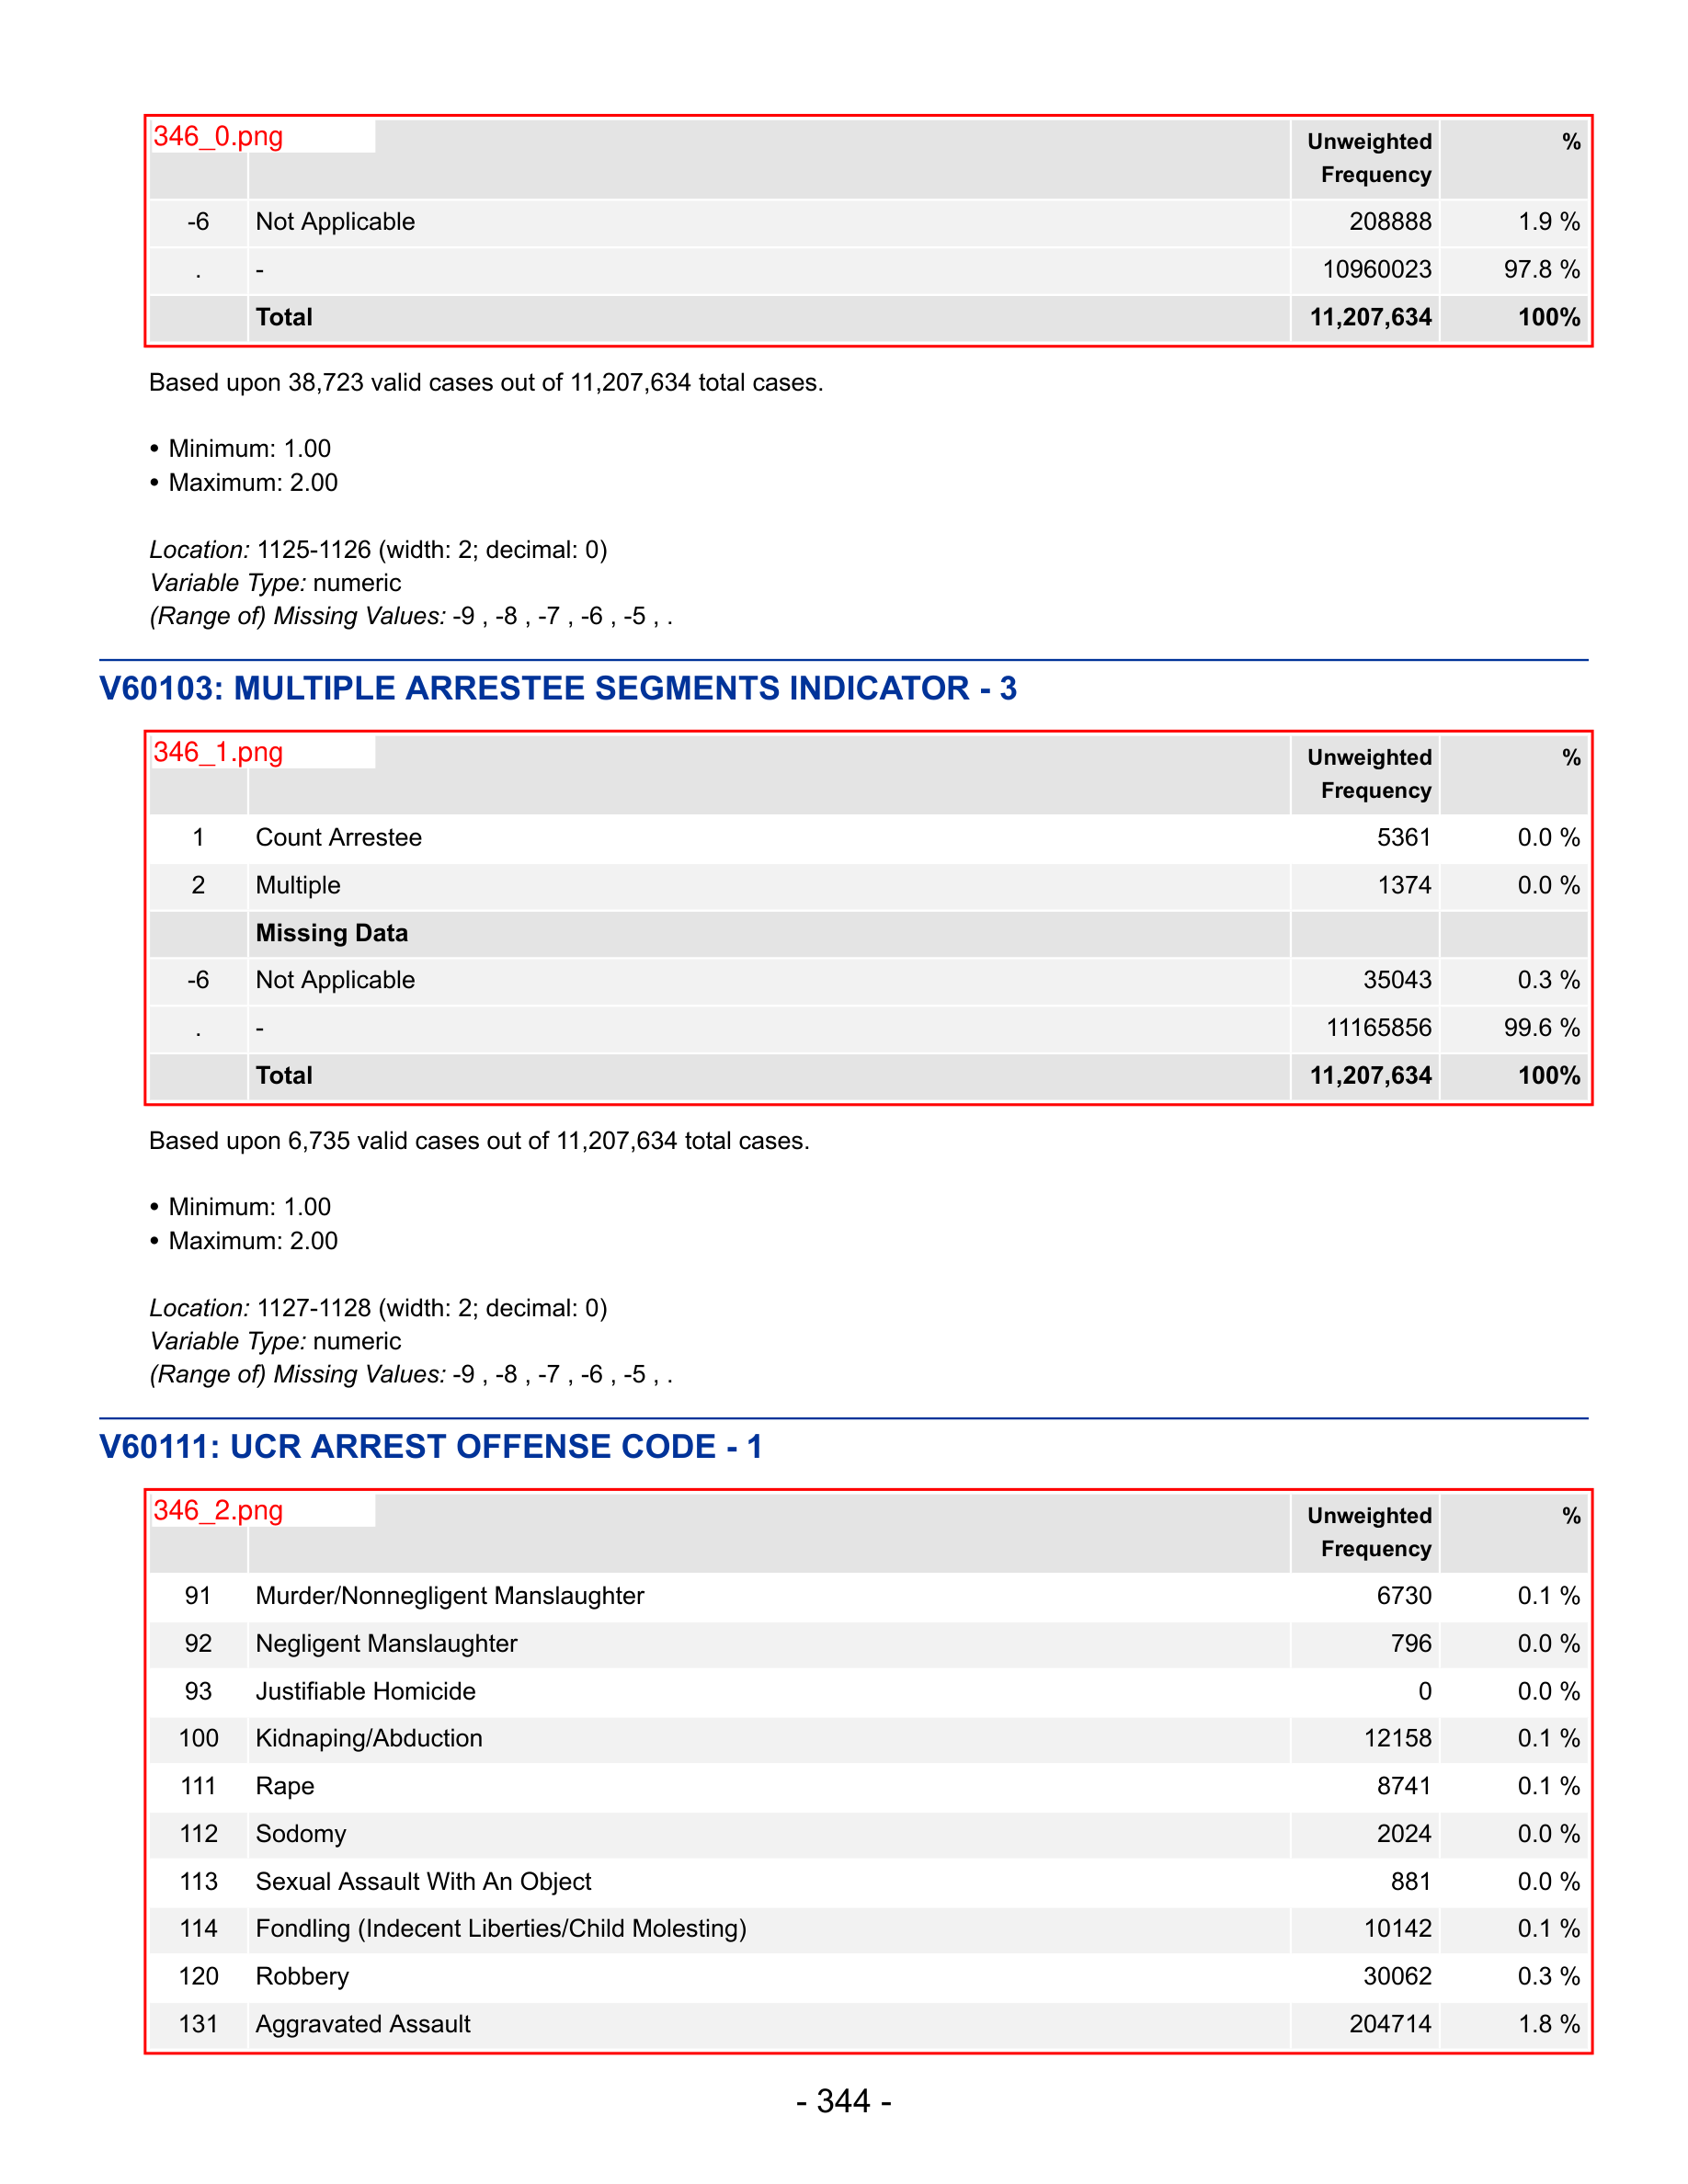 346_0.png
Unweighted Frequency %
-6 Not Applicable 208888 1.9 %
. - 10960023 97.8 %
Total 11,207,634 100%
Based upon 38,723 valid cases out of 11,207,634 total cases.
• Minimum: 1.00
• Maximum: 2.00
Location: 1125-1126 (width: 2; decimal: 0)
Variable Type: numeric
(Range of) Missing Values: -9 , -8 , -7 , -6 , -5 , .
V60103: MULTIPLE ARRESTEE SEGMENTS INDICATOR - 3
346_1.png
Unweighted Frequency %
1 Count Arrestee 5361 0.0 %
2 Multiple 1374 0.0 %
Missing Data
-6 Not Applicable 35043 0.3 %
. - 11165856 99.6 %
Total 11,207,634 100%
Based upon 6,735 valid cases out of 11,207,634 total cases.
• Minimum: 1.00
• Maximum: 2.00
Location: 1127-1128 (width: 2; decimal: 0)
Variable Type: numeric
(Range of) Missing Values: -9 , -8 , -7 , -6 , -5 , .
V60111: UCR ARREST OFFENSE CODE - 1
346_2.png
Unweighted Frequency %
91 Murder/Nonnegligent Manslaughter 6730 0.1 %
92 Negligent Manslaughter 796 0.0 %
93 Justifiable Homicide 0 0.0 %
100 Kidnaping/Abduction 12158 0.1 %
111 Rape 8741 0.1 %
112 Sodomy 2024 0.0 %
113 Sexual Assault With An Object 881 0.0 %
114 Fondling (Indecent Liberties/Child Molesting) 10142 0.1 %
120 Robbery 30062 0.3 %
131 Aggravated Assault 204714 1.8 %
- 344 -